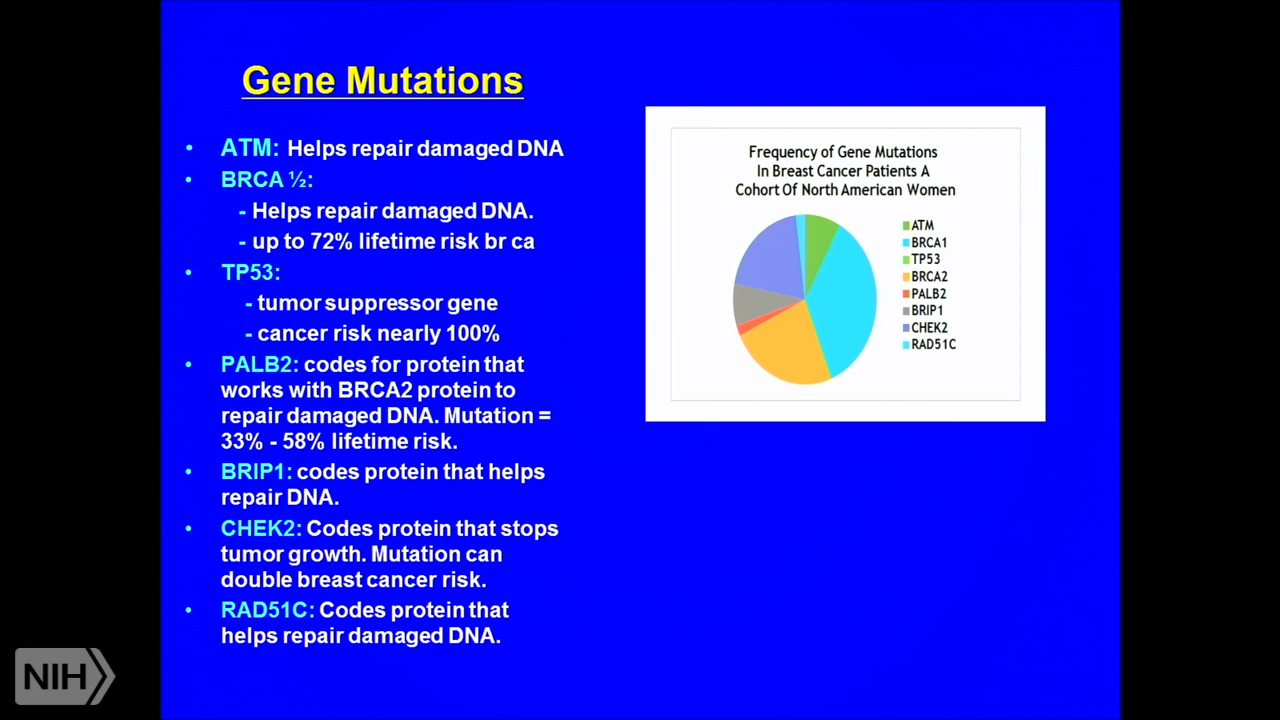 Gene Mutations
• ATM: Helps repair damaged DNA
• BRCA ½:
- Helps repair damaged DNA.
- up to 72% lifetime risk br ca
• TP53:
- tumor suppressor gene
- cancer risk nearly 100%
• PALB2: codes for protein that
works with BRCA2 protein to
repair damaged DNA. Mutation =
33% - 58% lifetime risk.
• BRIP1: codes protein that helps
repair DNA.
• CHEK2: Codes protein that stops
tumor growth. Mutation can
double breast cancer risk.
• RAD51C: Codes protein that
helps repair damaged DNA.
Frequency of Gene Mutations
In Breast Cancer Patients A
Cohort Of North American Women
ATM
BRCA1
TP53
BRCA2
PALB2
BRIP1
CHEK2
RAD51C
NIH